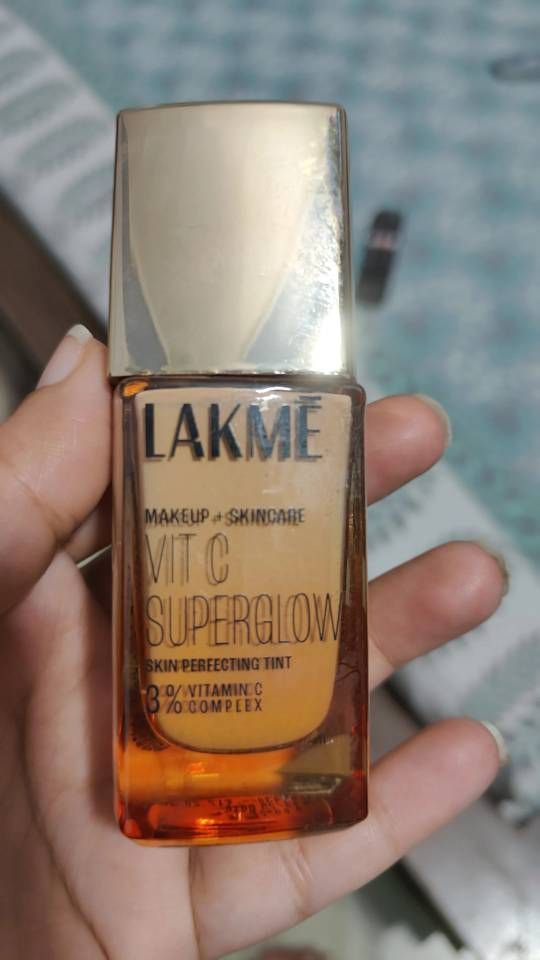 LAKMĒ
MAKEUP + SKINCARE
VIT C
SUPERGLOW
SKIN PERFECTING TINT
3% VITAMIN C
COMPLEX